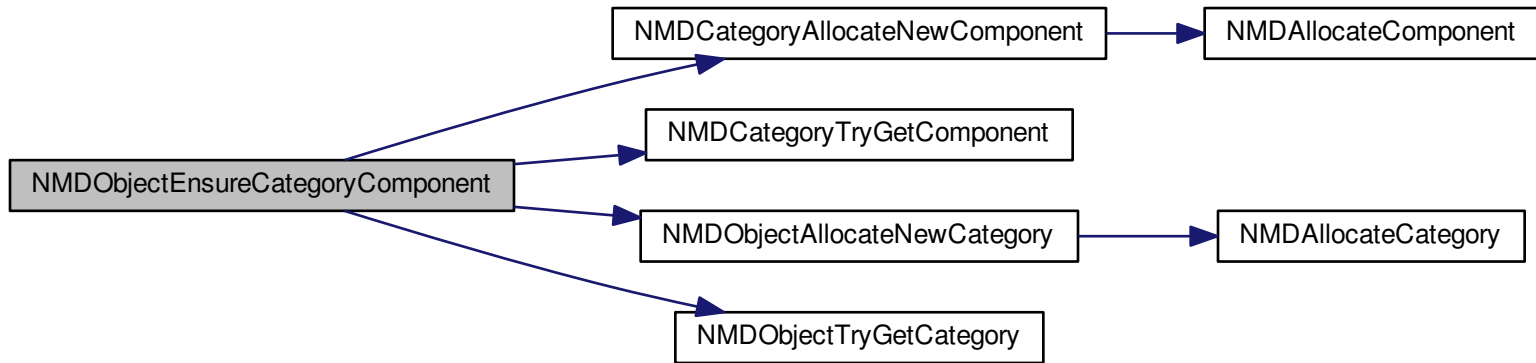 NMDCategoryAllocateNewComponent
NMDAllocateComponent
NMDCategoryTryGetComponent
NMDObjectEnsureCategoryComponent
NMDObjectAllocateNewCategory
NMDAllocateCategory
NMDObjectTryGetCategory